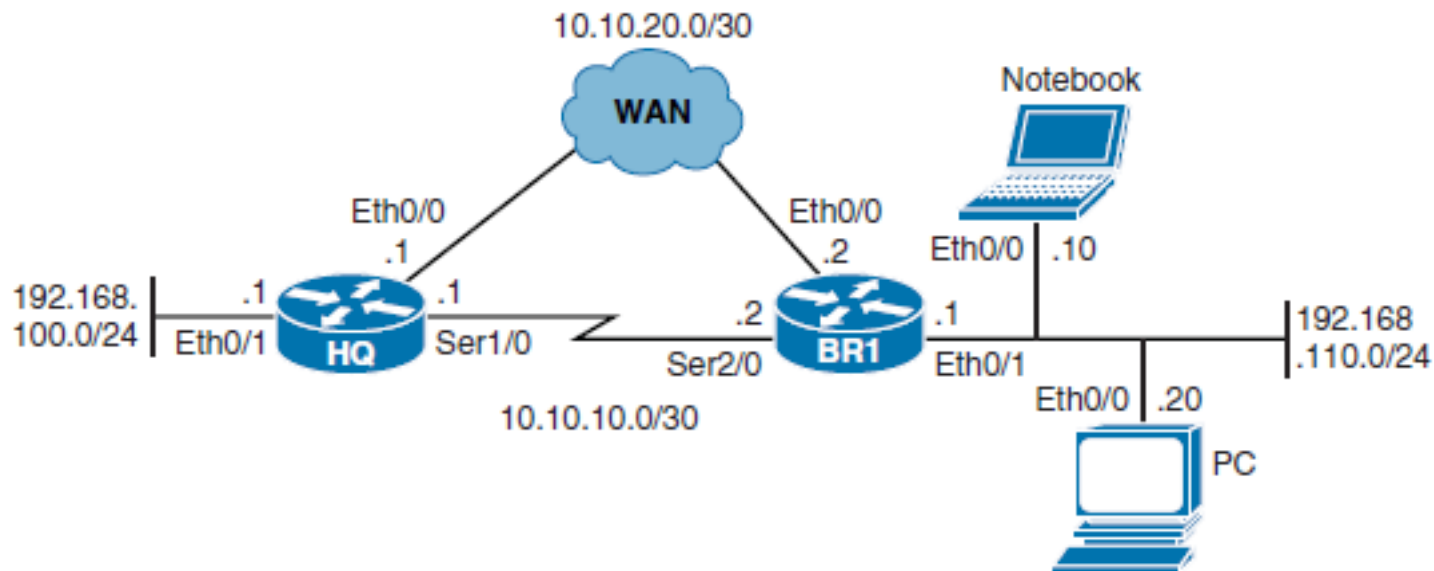 10.10.20.0/30
WAN
Notebook
Eth0/0
.1
Eth0/0
.2
Eth0/0
.10
192.168.
100.0/24
.1
Eth0/1
HQ
.1
Ser1/0
.2
Ser2/0
BR1
.1
Eth0/1
192.168
.110.0/24
10.10.10.0/30
Eth0/0
.20
PC